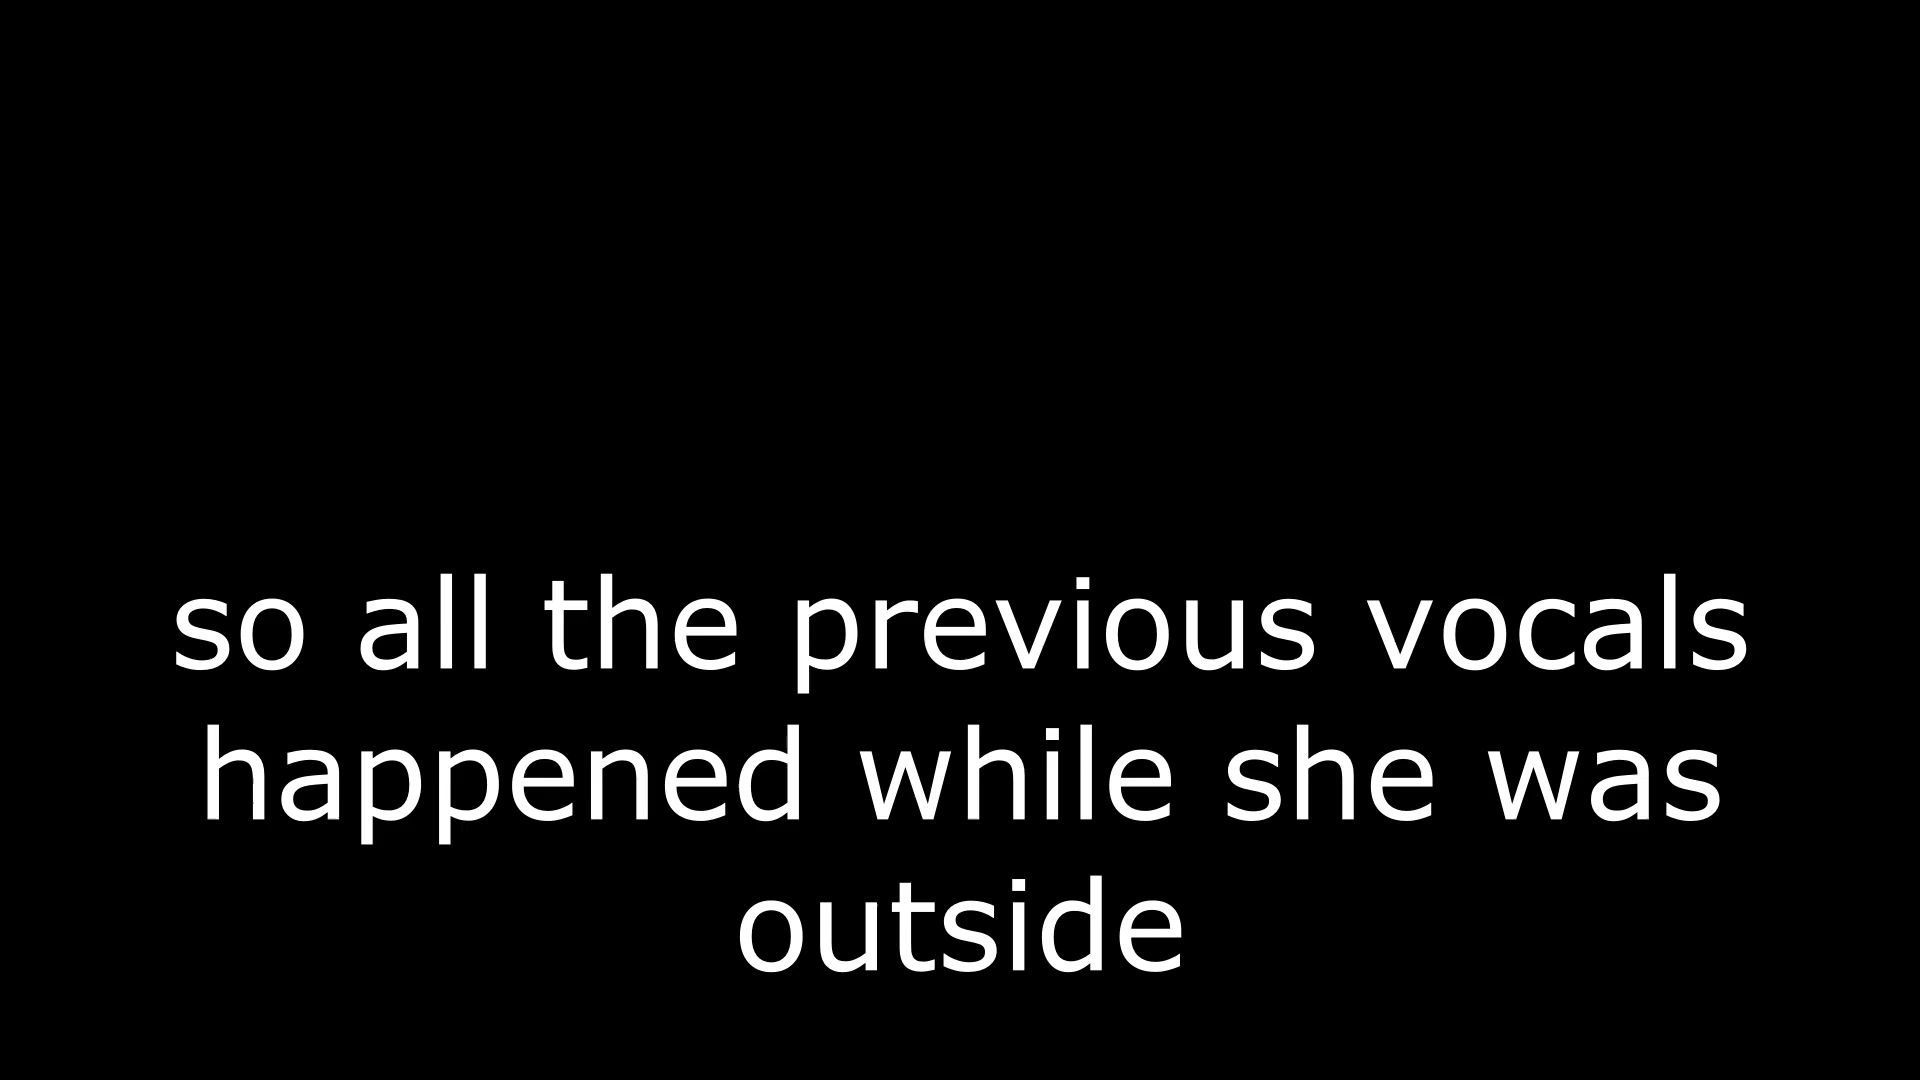 so all the previous vocals
happened while she was
outside